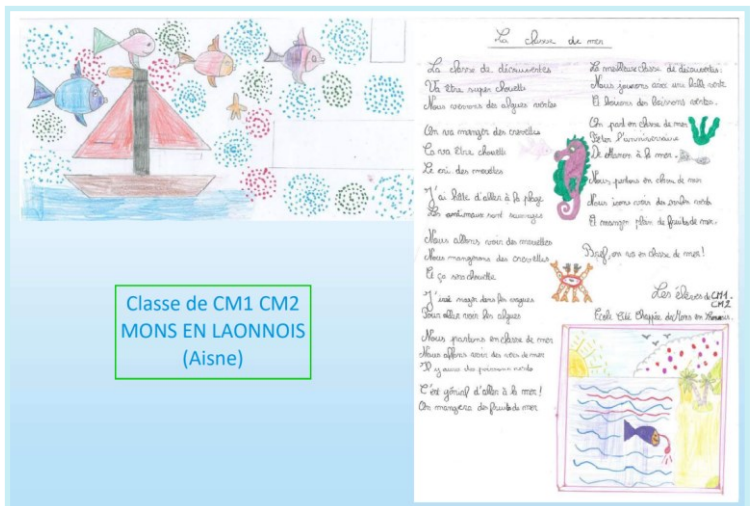 Classe de CM1 CM2
MONS EN LAONNOIS
(Aisne)
La classe de mer
La classe de découvertes
Va être super chouette
Nous verrons des algues vertes
On va manger des crevettes
Ça va être chouette
Le cri des mouettes
J'ai hâte d'aller à la plage
Les animaux sont sauvages
Nous allons voir des mouettes
Nous mangerons des crevettes
Et ça sera chouette
J'irai nager dans les vagues
Pour aller voir les algues
Nous partons en classe de mer
Nous allons voir des vers de mer
Il y aura des poissons verts
C'est génial d'aller à la mer !
On mangera des fruits de mer
La meilleure classe de découvertes
Nous jouerons avec une balle verte
Et boirons des boissons vertes.
On part en classe de mer
Fêter l'anniversaire
De à la mer.
Nous partons en classe de mer
Nous irons voir des verts
Et manger plein de fruits de mer.
Bref, on va en classe de mer !
Les élèves de CM1-
CM2
École de Mons en Laonnois.